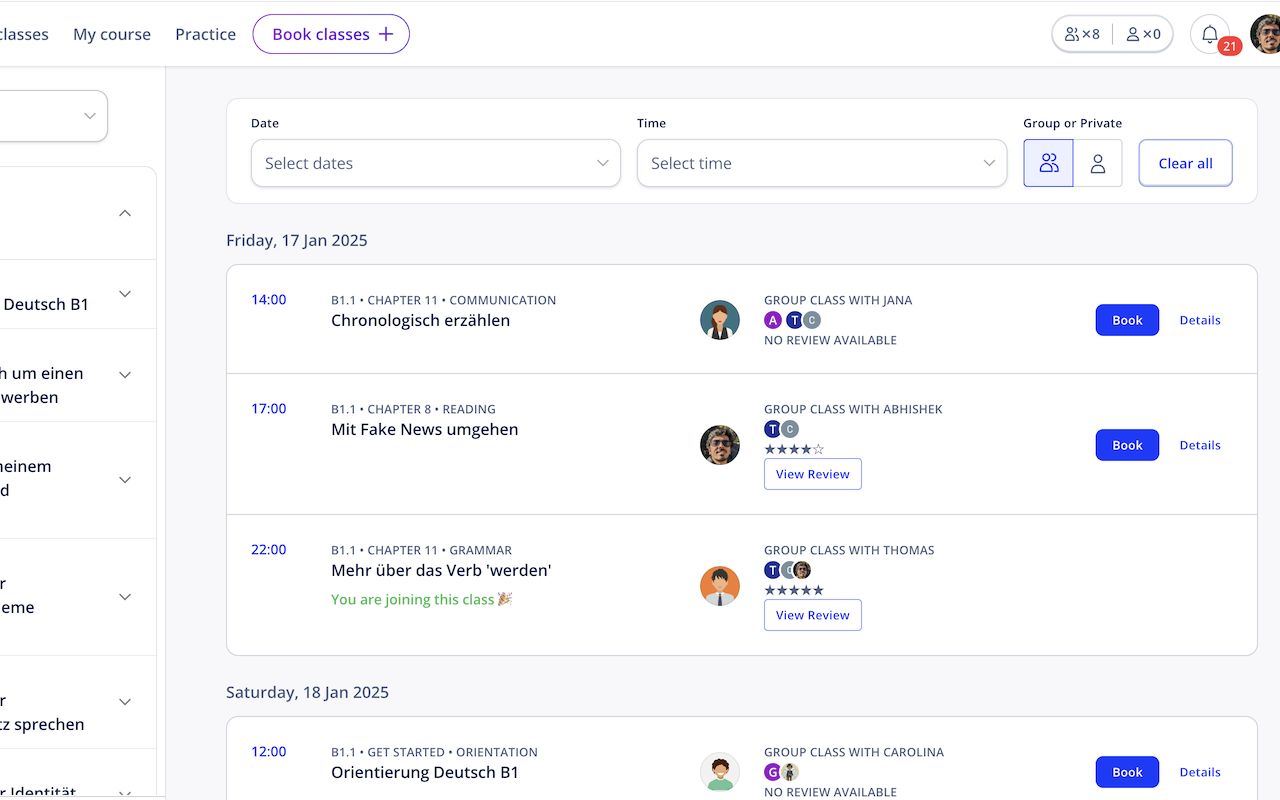 classes
My course
Practice
Book classes +
×8
×0
21
Date
Time
Group or Private
Select dates
Select time
Clear all
Deutsch B1
um einen
werben
sprechen
Identität
Friday, 17 Jan 2025
14:00
B1.1 • CHAPTER 11 • COMMUNICATION
Chronologisch erzählen
GROUP CLASS WITH JANA
A T C
NO REVIEW AVAILABLE
Book
Details
17:00
B1.1 • CHAPTER 8 • READING
Mit Fake News umgehen
GROUP CLASS WITH ABHISHEK
T C
★★★★☆
View Review
Book
Details
22:00
B1.1 • CHAPTER 11 • GRAMMAR
Mehr über das Verb 'werden'
You are joining this class 🎉
GROUP CLASS WITH THOMAS
T
★★★★★
View Review
Saturday, 18 Jan 2025
12:00
B1.1 • GET STARTED • ORIENTATION
Orientierung Deutsch B1
GROUP CLASS WITH CAROLINA
G
NO REVIEW AVAILABLE
Book
Details